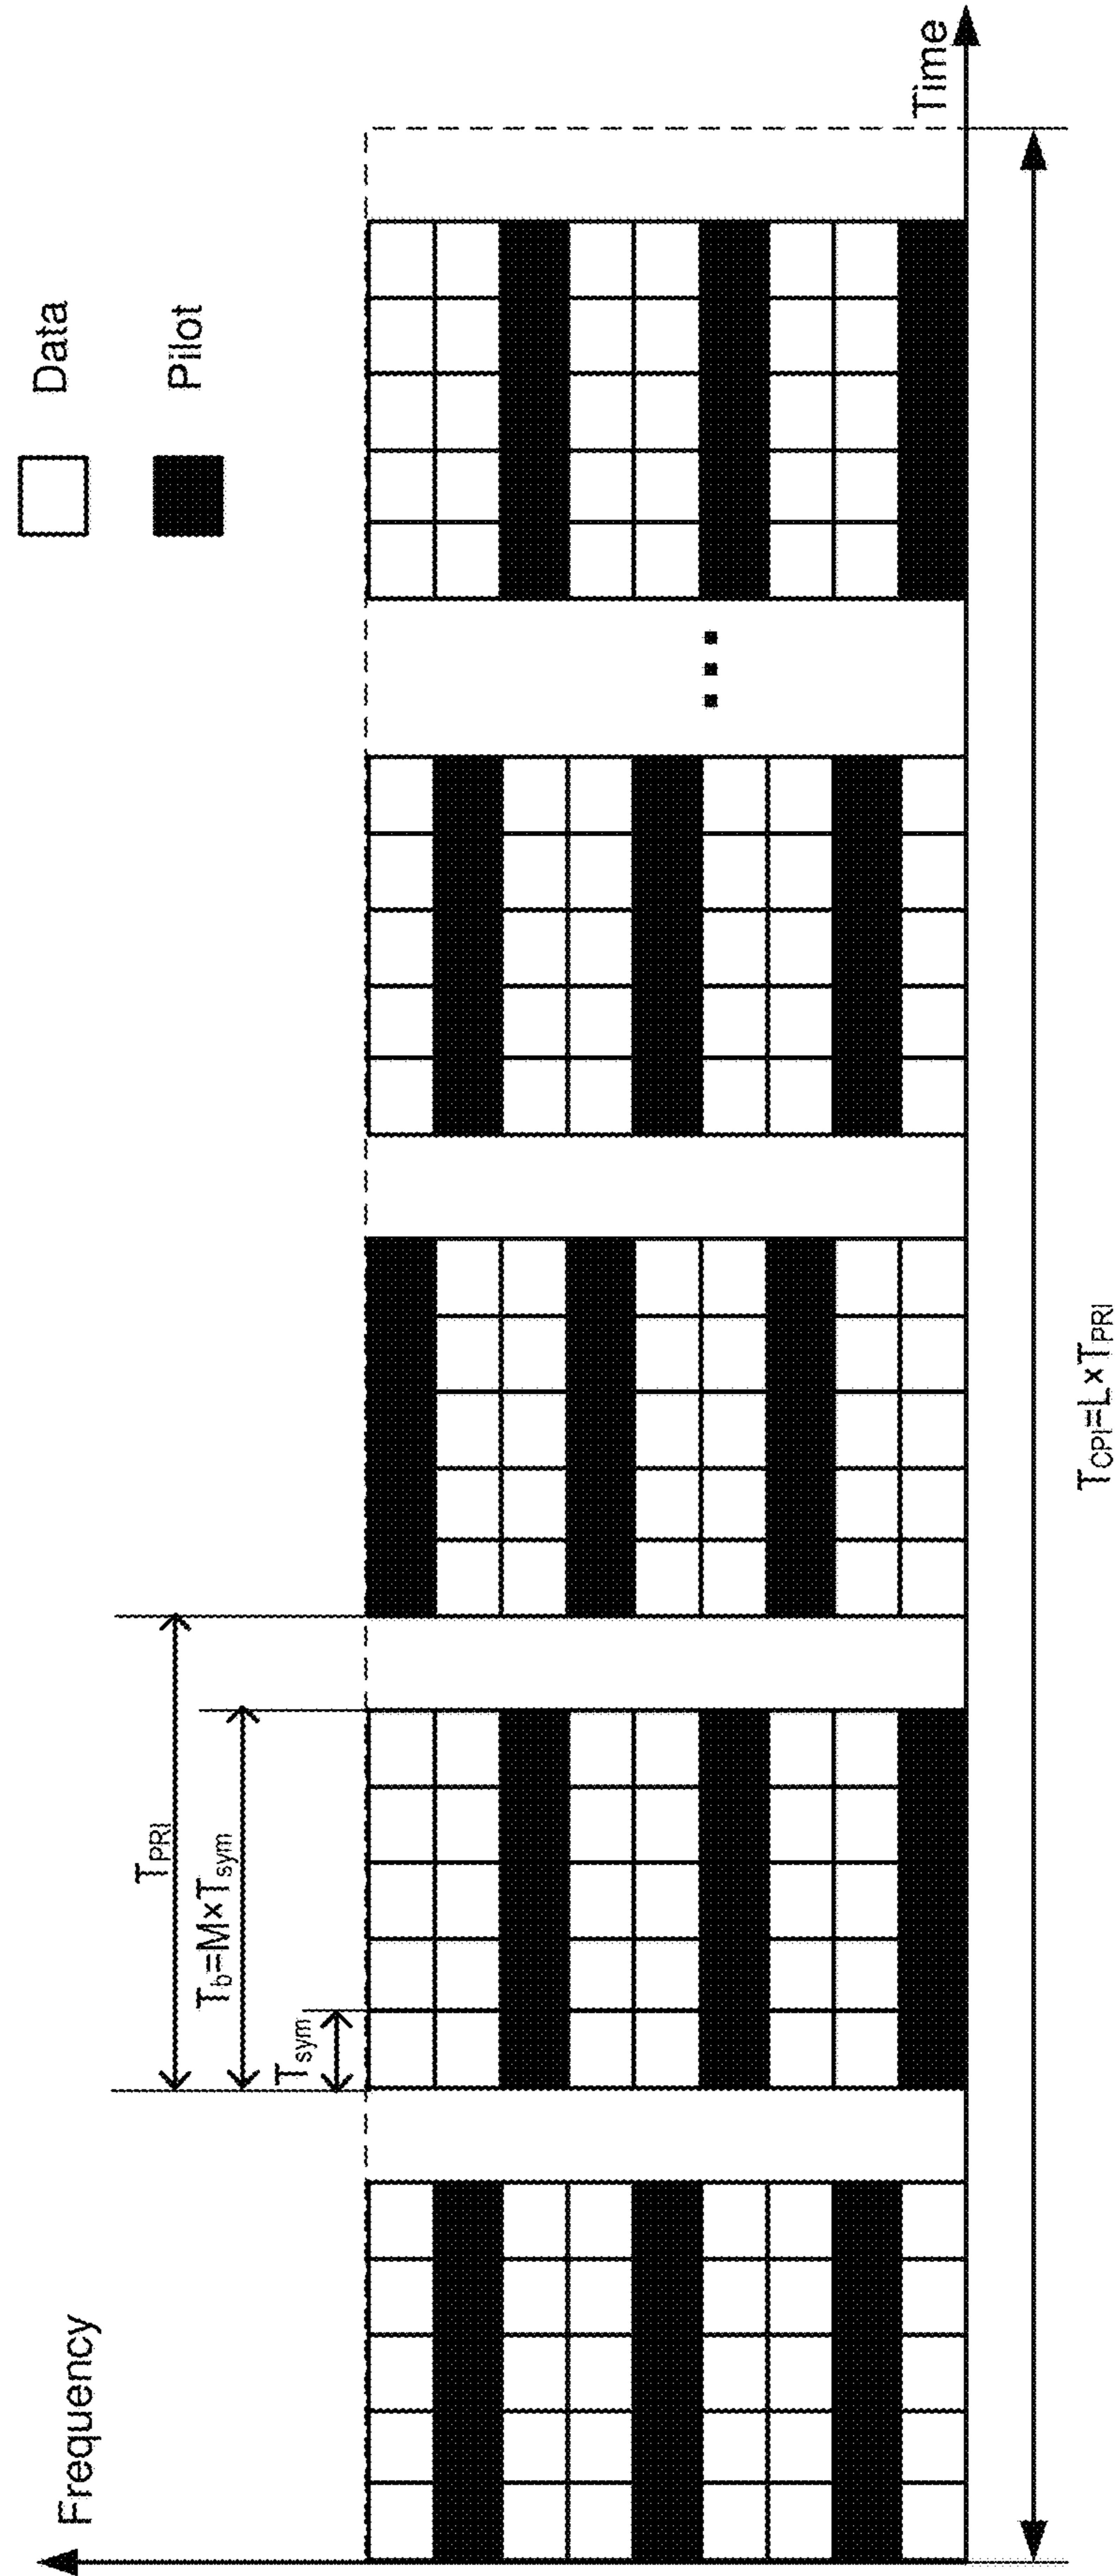 Frequency
Data
Pilot
T_PRI
T_b=M×T_sym
T_sym
Time
T_CPI=L×T_PRI